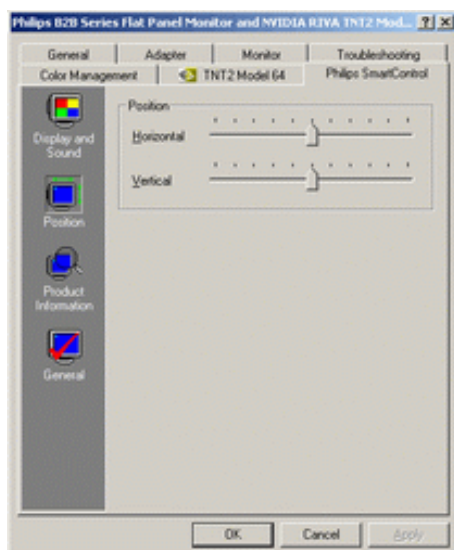 Philips B2B Series Flat Panel Monitor and NVIDIA RIVA TNT2 Mod...
General Adapter Monitor Troubleshooting
Color Management TNT2 Model 64 Philips SmartControl
Display and
Sound
Position
Product
Information
General
Position
Horizontal
Vertical
OK Cancel Apply